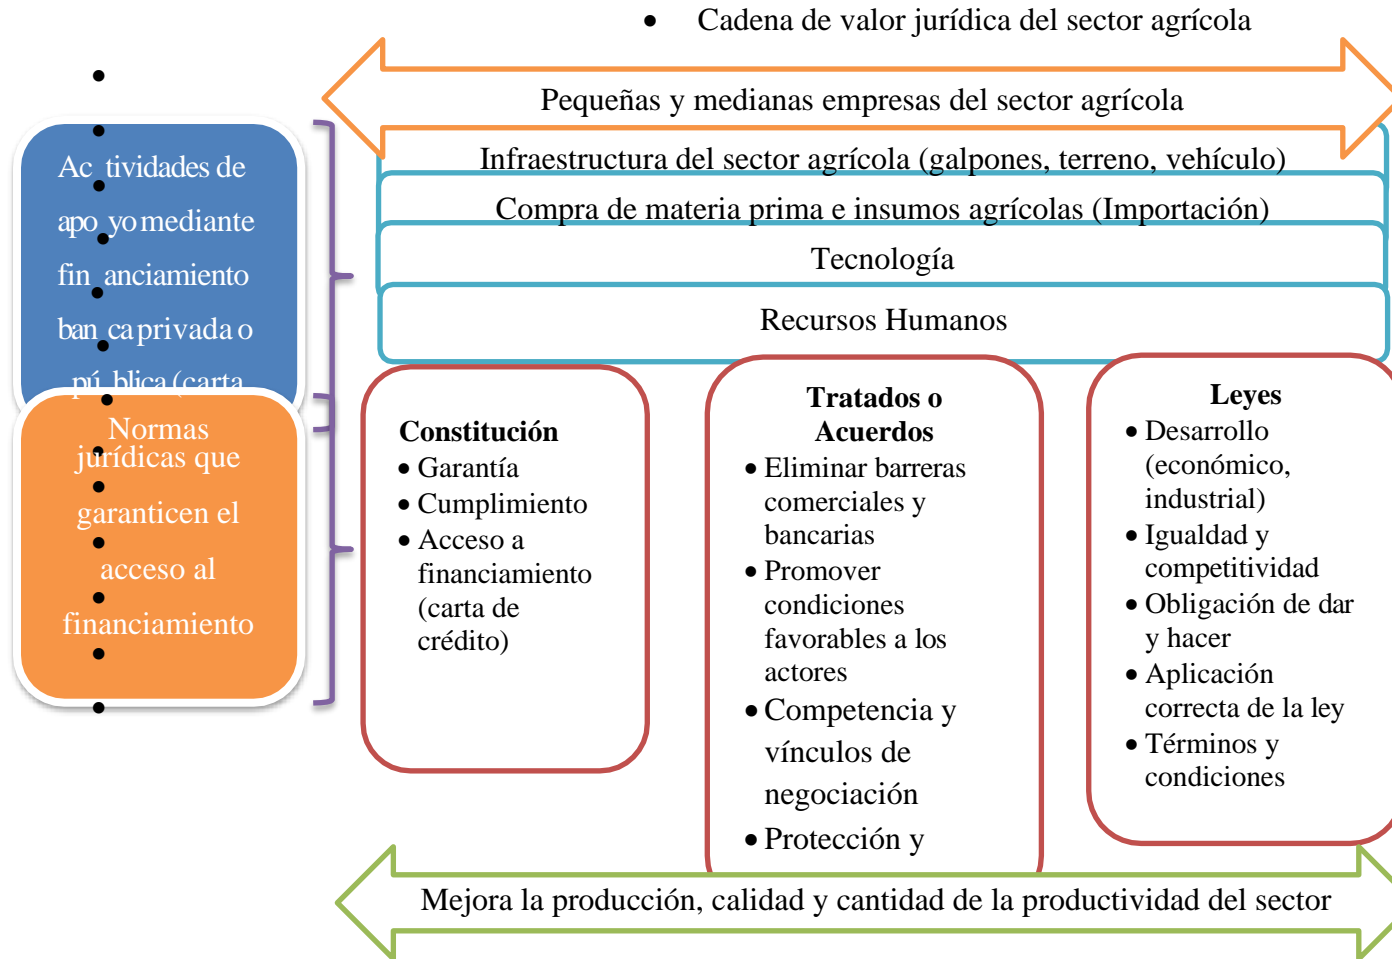 • Cadena de valor jurídica del sector agrícola
Pequeñas y medianas empresas del sector agrícola
Infraestructura del sector agrícola (galpones, terreno, vehículo)
Compra de materia prima e insumos agrícolas (Importación)
Tecnología
Recursos Humanos
Ac tividades de
apo yo mediante
fin anciamiento
ban ca privada o
pú blica (carta
Normas
jurídicas que
garanticen el
acceso al
financiamiento
Constitución
• Garantía
• Cumplimiento
• Acceso a
financiamiento
(carta de
crédito)
Tratados o
Acuerdos
• Eliminar barreras
comerciales y
bancarias
• Promover
condiciones
favorables a los
actores
• Competencia y
vínculos de
negociación
• Protección y
Leyes
• Desarrollo
(económico,
industrial)
• Igualdad y
competitividad
• Obligación de dar
y hacer
• Aplicación
correcta de la ley
• Términos y
condiciones
Mejora la producción, calidad y cantidad de la productividad del sector